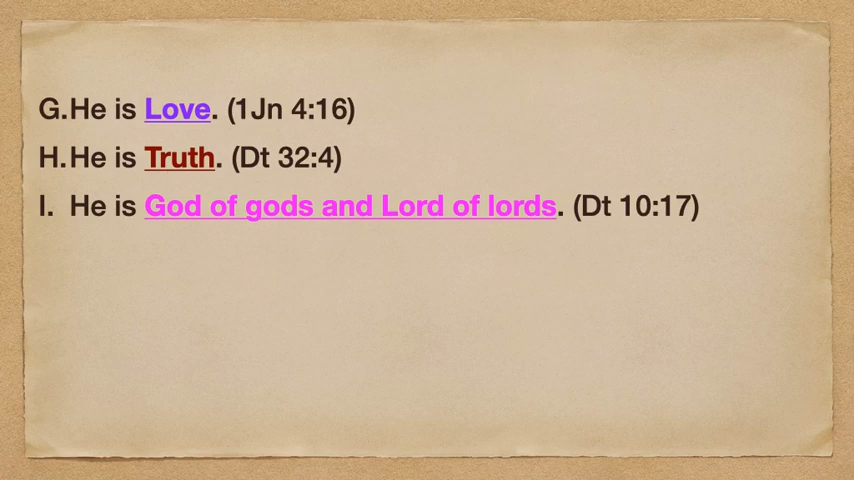 G.He is Love. (1Jn 4:16)
H.He is Truth. (Dt 32:4)
I. He is God of gods and Lord of lords. (Dt 10:17)